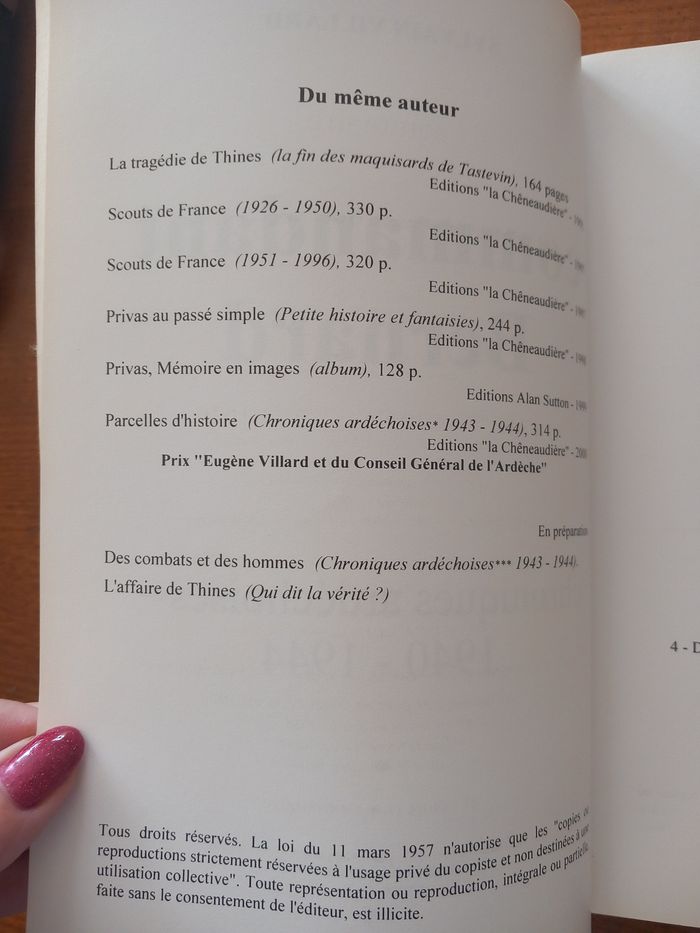 Du même auteur
La tragédie de Thines (la fin des maquisards de Tastevin), 164 pages
Editions "la Chêneaudière" -
Scouts de France (1926 - 1950), 330 p.
Editions "la Chêneaudière" -
Scouts de France (1951 - 1996), 320 p.
Editions "la Chêneaudière" -
Privas au passé simple (Petite histoire et fantaisies), 244 p.
Editions "la Chêneaudière" -
Privas, Mémoire en images (album), 128 p.
Editions Alan Sutton -
Parcelles d'histoire (Chroniques ardéchoises* 1943 - 1944), 314 p.
Editions "la Chêneaudière" -
Prix "Eugène Villard et du Conseil Général de l'Ardèche"
En préparation
Des combats et des hommes (Chroniques ardéchoises*** 1943 - 1944).
L'affaire de Thines (Qui dit la vérité ?)
Tous droits réservés. La loi du 11 mars 1957 n'autorise que les "copies ou
reproductions strictement réservées à l'usage privé du copiste et non destinées à une
utilisation collective". Toute représentation ou reproduction, intégrale ou partielle,
faite sans le consentement de l'éditeur, est illicite.
4 - D